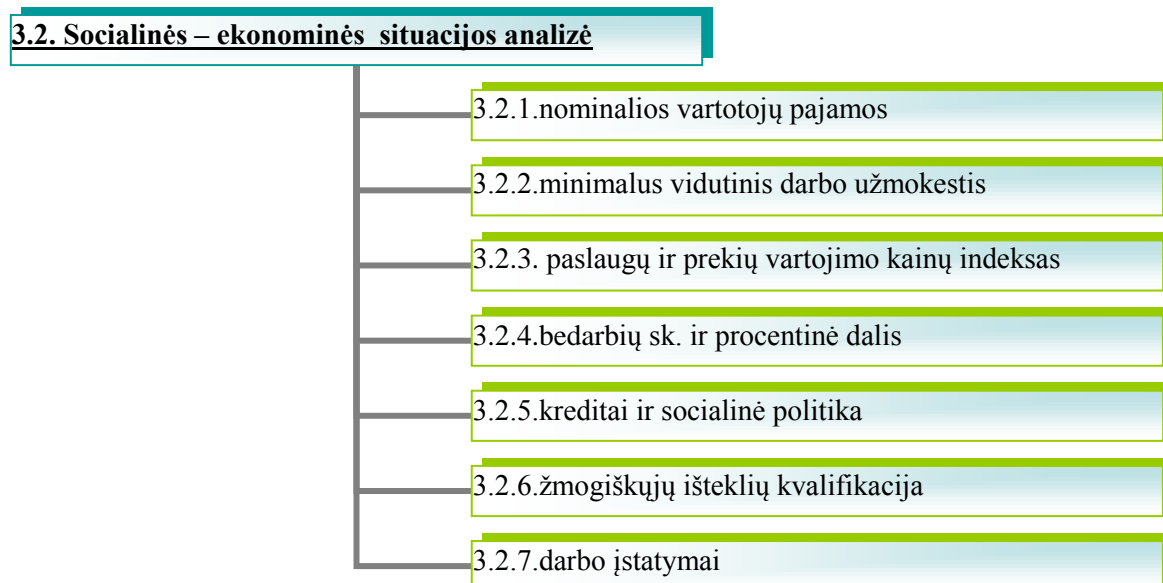 3.2. Socialinės – ekonominės  situacijos analizė
3.2.1.nominalios vartotojų pajamos
3.2.2.minimalus vidutinis darbo užmokestis
3.2.3. paslaugų ir prekių vartojimo kainų indeksas
3.2.4.bedarbių sk. ir procentinė dalis
3.2.5.kreditai ir socialinė politika
3.2.6.žmogiškųjų išteklių kvalifikacija
3.2.7.darbo įstatymai